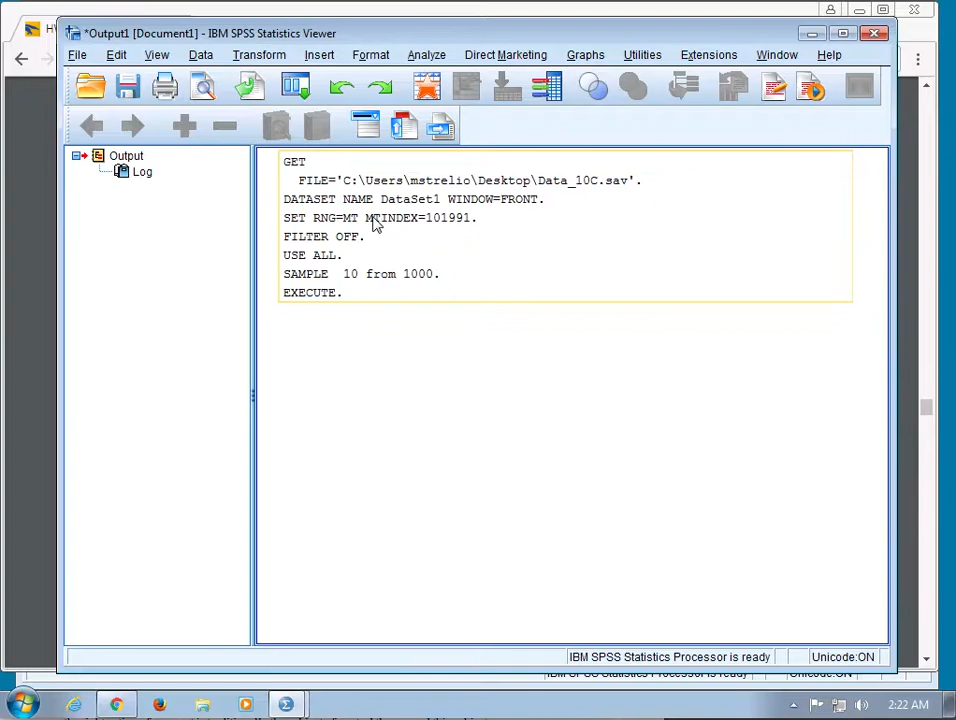 *Output1 [Document1] - IBM SPSS Statistics Viewer
File Edit View Data Transform Insert Format Analyze Direct Marketing Graphs Utilities Extensions Window Help
Output
Log
GET
FILE='C:\Users\mstrelio\Desktop\Data_10C.sav'.
DATASET NAME DataSet1 WINDOW=FRONT.
SET RNG=MT MTINDEX=101991.
FILTER OFF.
USE ALL.
SAMPLE 10 from 1000.
EXECUTE.
IBM SPSS Statistics Processor is ready Unicode:ON
2:22 AM